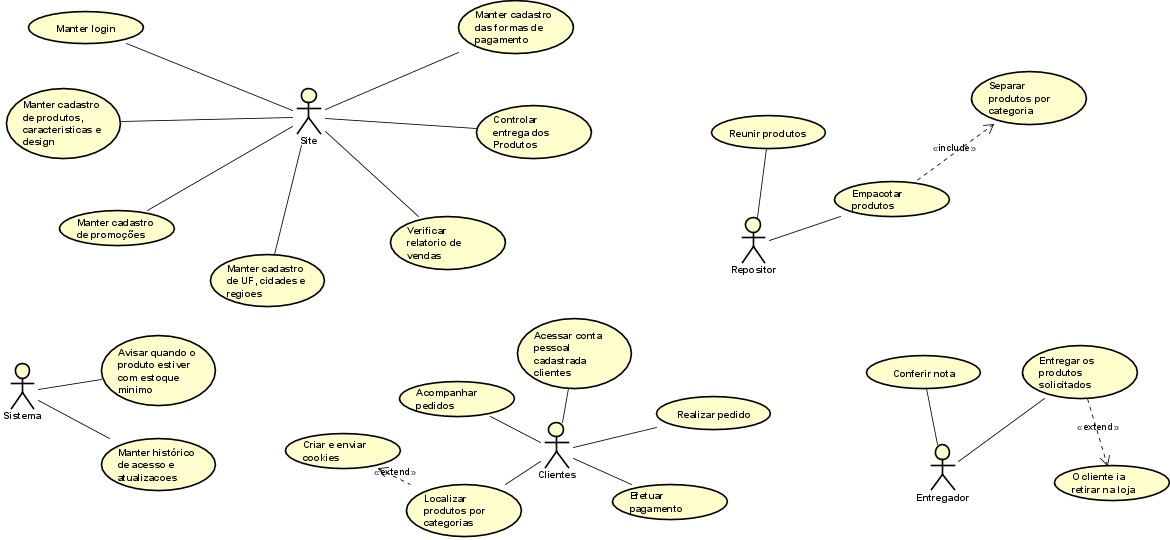 Manter login
Manter cadastro
das formas de
pagamento
Manter cadastro
de produtos,
caracteristicas e
design
Site
Controlar
entrega dos
Produtos
Manter cadastro
de promoções
Manter cadastro
de UF, cidades e
regioes
Verificar
relatorio de
vendas
Separar
produtos por
categoria
Reunir produtos
«include»
Empacotar
produtos
Repositor
Sistema
Avisar quando o
produto estiver
com estoque
minimo
Manter histórico
de acesso e
atualizacoes
Acessar conta
pessoal
cadastrada
clientes
Acompanhar
pedidos
Realizar pedido
Criar e enviar
cookies
«extend»
Clientes
Localizar
produtos por
categorias
Efetuar
pagamento
Conferir nota
Entregar os
produtos
solicitados
«extend»
Entregador
O cliente ia
retirar na loja